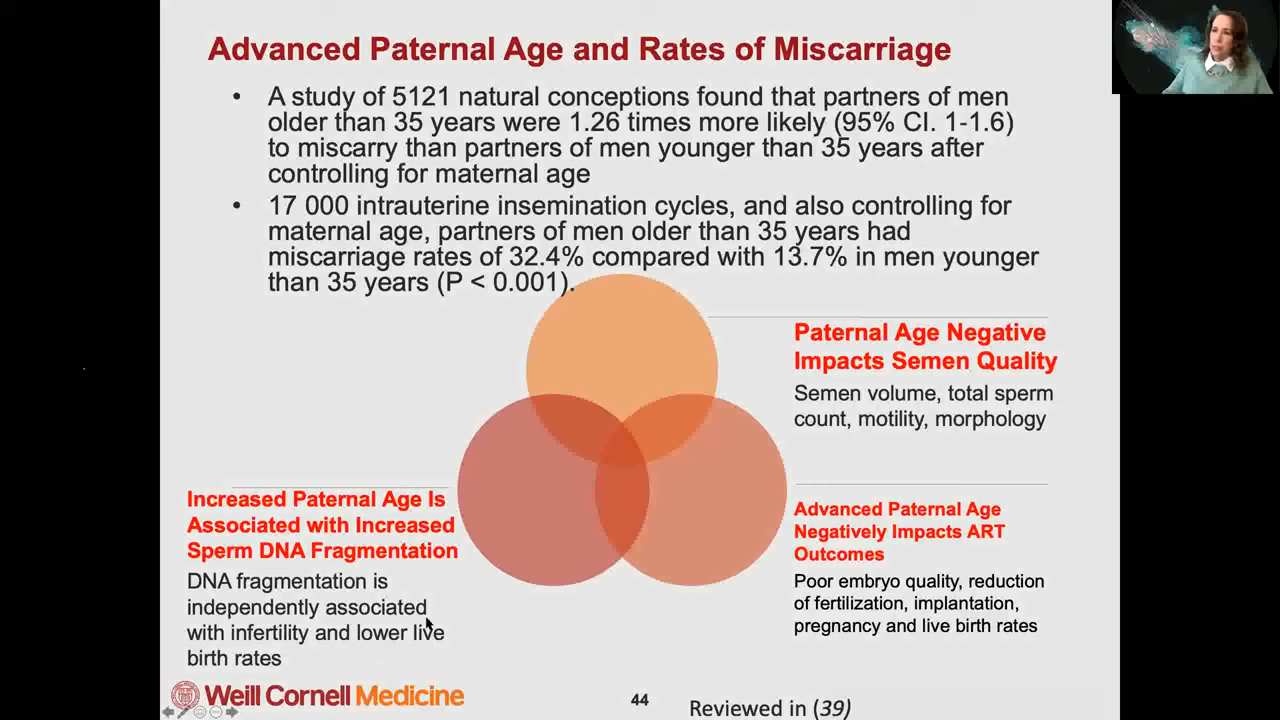 Advanced Paternal Age and Rates of Miscarriage
• A study of 5121 natural conceptions found that partners of men
older than 35 years were 1.26 times more likely (95% CI. 1-1.6)
to miscarry than partners of men younger than 35 years after
controlling for maternal age
• 17 000 intrauterine insemination cycles, and also controlling for
maternal age, partners of men older than 35 years had
miscarriage rates of 32.4% compared with 13.7% in men younger
than 35 years (P < 0.001).
Paternal Age Negative
Impacts Semen Quality
Semen volume, total sperm
count, motility, morphology
Increased Paternal Age Is
Associated with Increased
Sperm DNA Fragmentation
DNA fragmentation is
independently associated
with infertility and lower live
birth rates
Advanced Paternal Age
Negatively Impacts ART
Outcomes
Poor embryo quality, reduction
of fertilization, implantation,
pregnancy and live birth rates
Weill Cornell Medicine
44
Reviewed in (39)